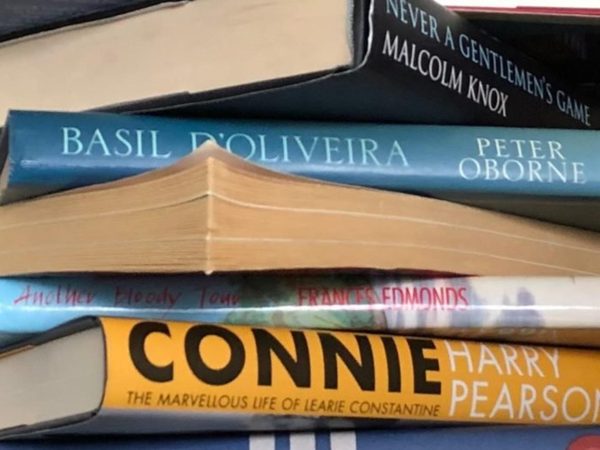 NEVER A GENTLEMEN'S GAME
MALCOLM KNOX
BASIL D'OLIVEIRA
PETER
OBORNE
Another Bloody Tour
FRANCES EDMONDS
CONNIE
THE MARVELLOUS LIFE OF LEARIE CONSTANTINE
HARRY
PEARSON